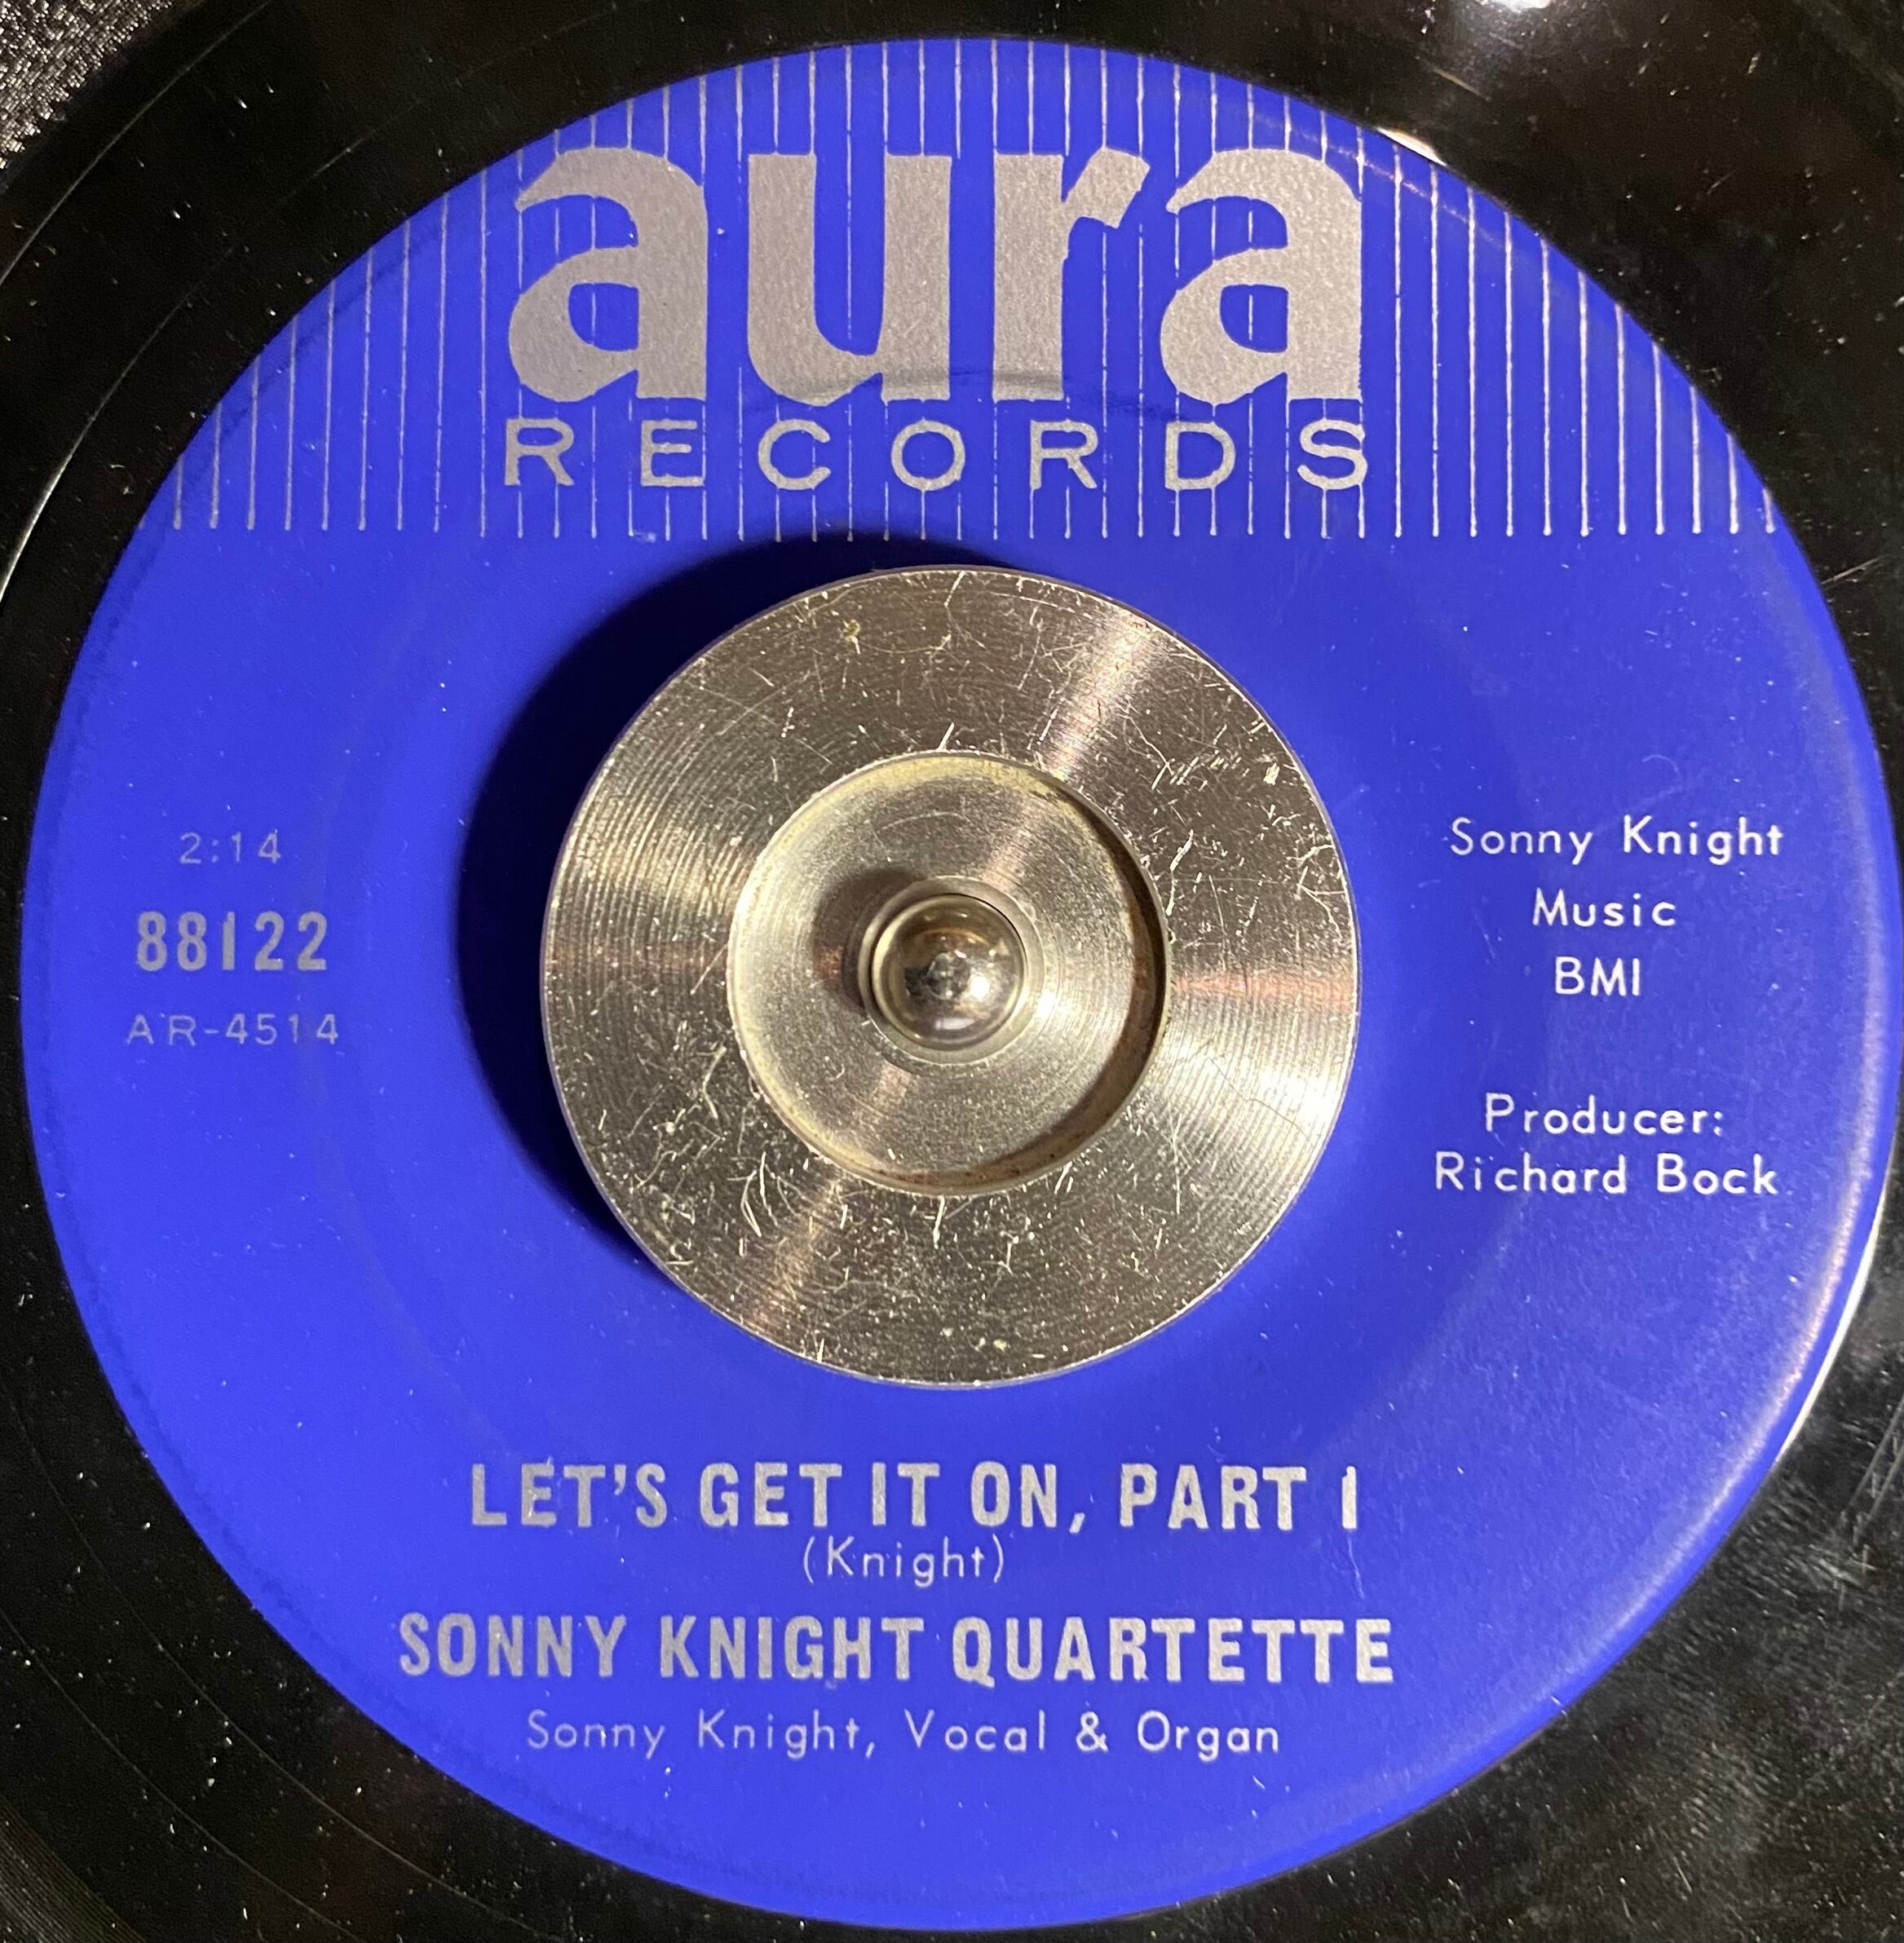 aura
RECORDS
2:14
88122
AR-4514
Sonny Knight
Music
BMI
Producer:
Richard Bock
LET'S GET IT ON, PART 1
(Knight)
SONNY KNIGHT QUARTETTE
Sonny Knight, Vocal & Organ